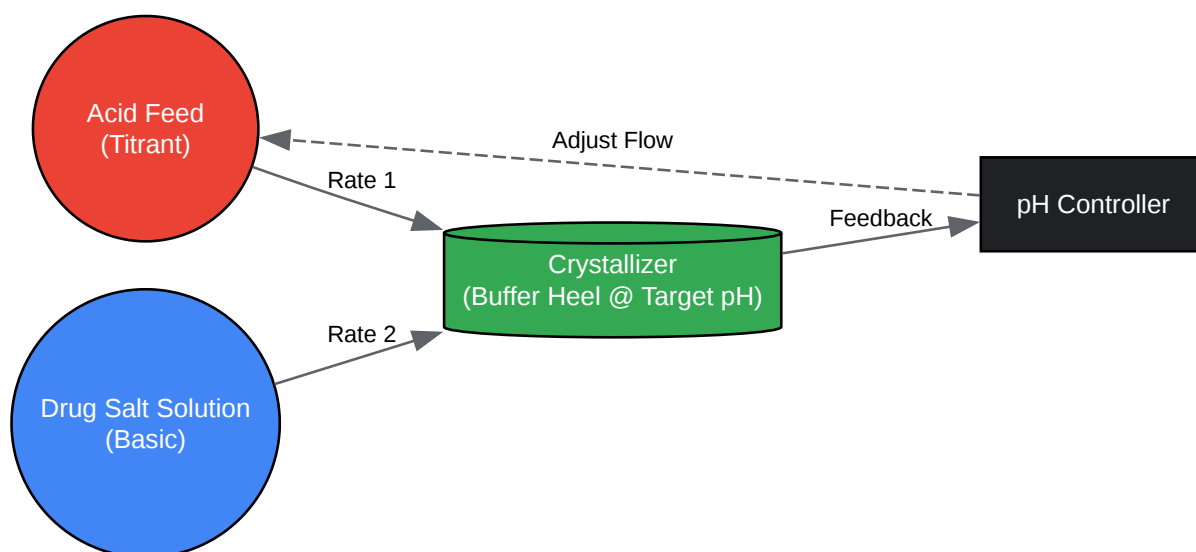 Acid Feed
(Titrant)
Adjust Flow
Rate 1
pH Controller
Feedback
Crystallizer
(Buffer Heel @ Target pH)
Rate 2
Drug Salt Solution
(Basic)